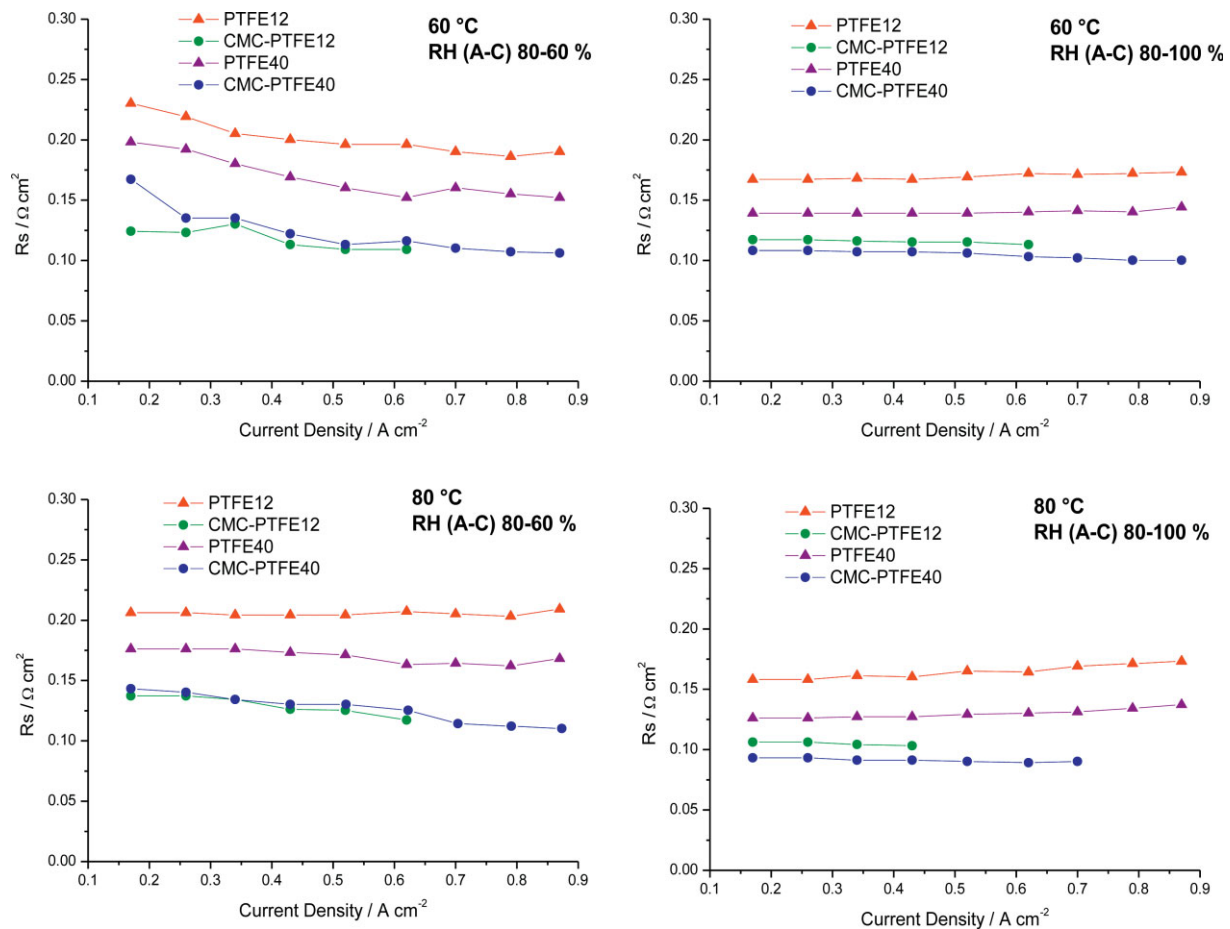 PTFE12
CMC-PTFE12
PTFE40
CMC-PTFE40
60 °C
RH (A-C) 80-60 %
0.30
0.25
0.20
0.15
0.10
0.05
0.00
Rs / Ω cm²
0.1 0.2 0.3 0.4 0.5 0.6 0.7 0.8 0.9
Current Density / A cm⁻²
PTFE12
CMC-PTFE12
PTFE40
CMC-PTFE40
60 °C
RH (A-C) 80-100 %
0.30
0.25
0.20
0.15
0.10
0.05
0.00
Rs / Ω cm²
0.1 0.2 0.3 0.4 0.5 0.6 0.7 0.8 0.9
Current Density / A cm⁻²
PTFE12
CMC-PTFE12
PTFE40
CMC-PTFE40
80 °C
RH (A-C) 80-60 %
0.30
0.25
0.20
0.15
0.10
0.05
0.00
Rs / Ω cm²
0.1 0.2 0.3 0.4 0.5 0.6 0.7 0.8 0.9
Current Density / A cm⁻²
PTFE12
CMC-PTFE12
PTFE40
CMC-PTFE40
80 °C
RH (A-C) 80-100 %
0.30
0.25
0.20
0.15
0.10
0.05
0.00
Rs / Ω cm²
0.1 0.2 0.3 0.4 0.5 0.6 0.7 0.8 0.9
Current Density / A cm⁻²